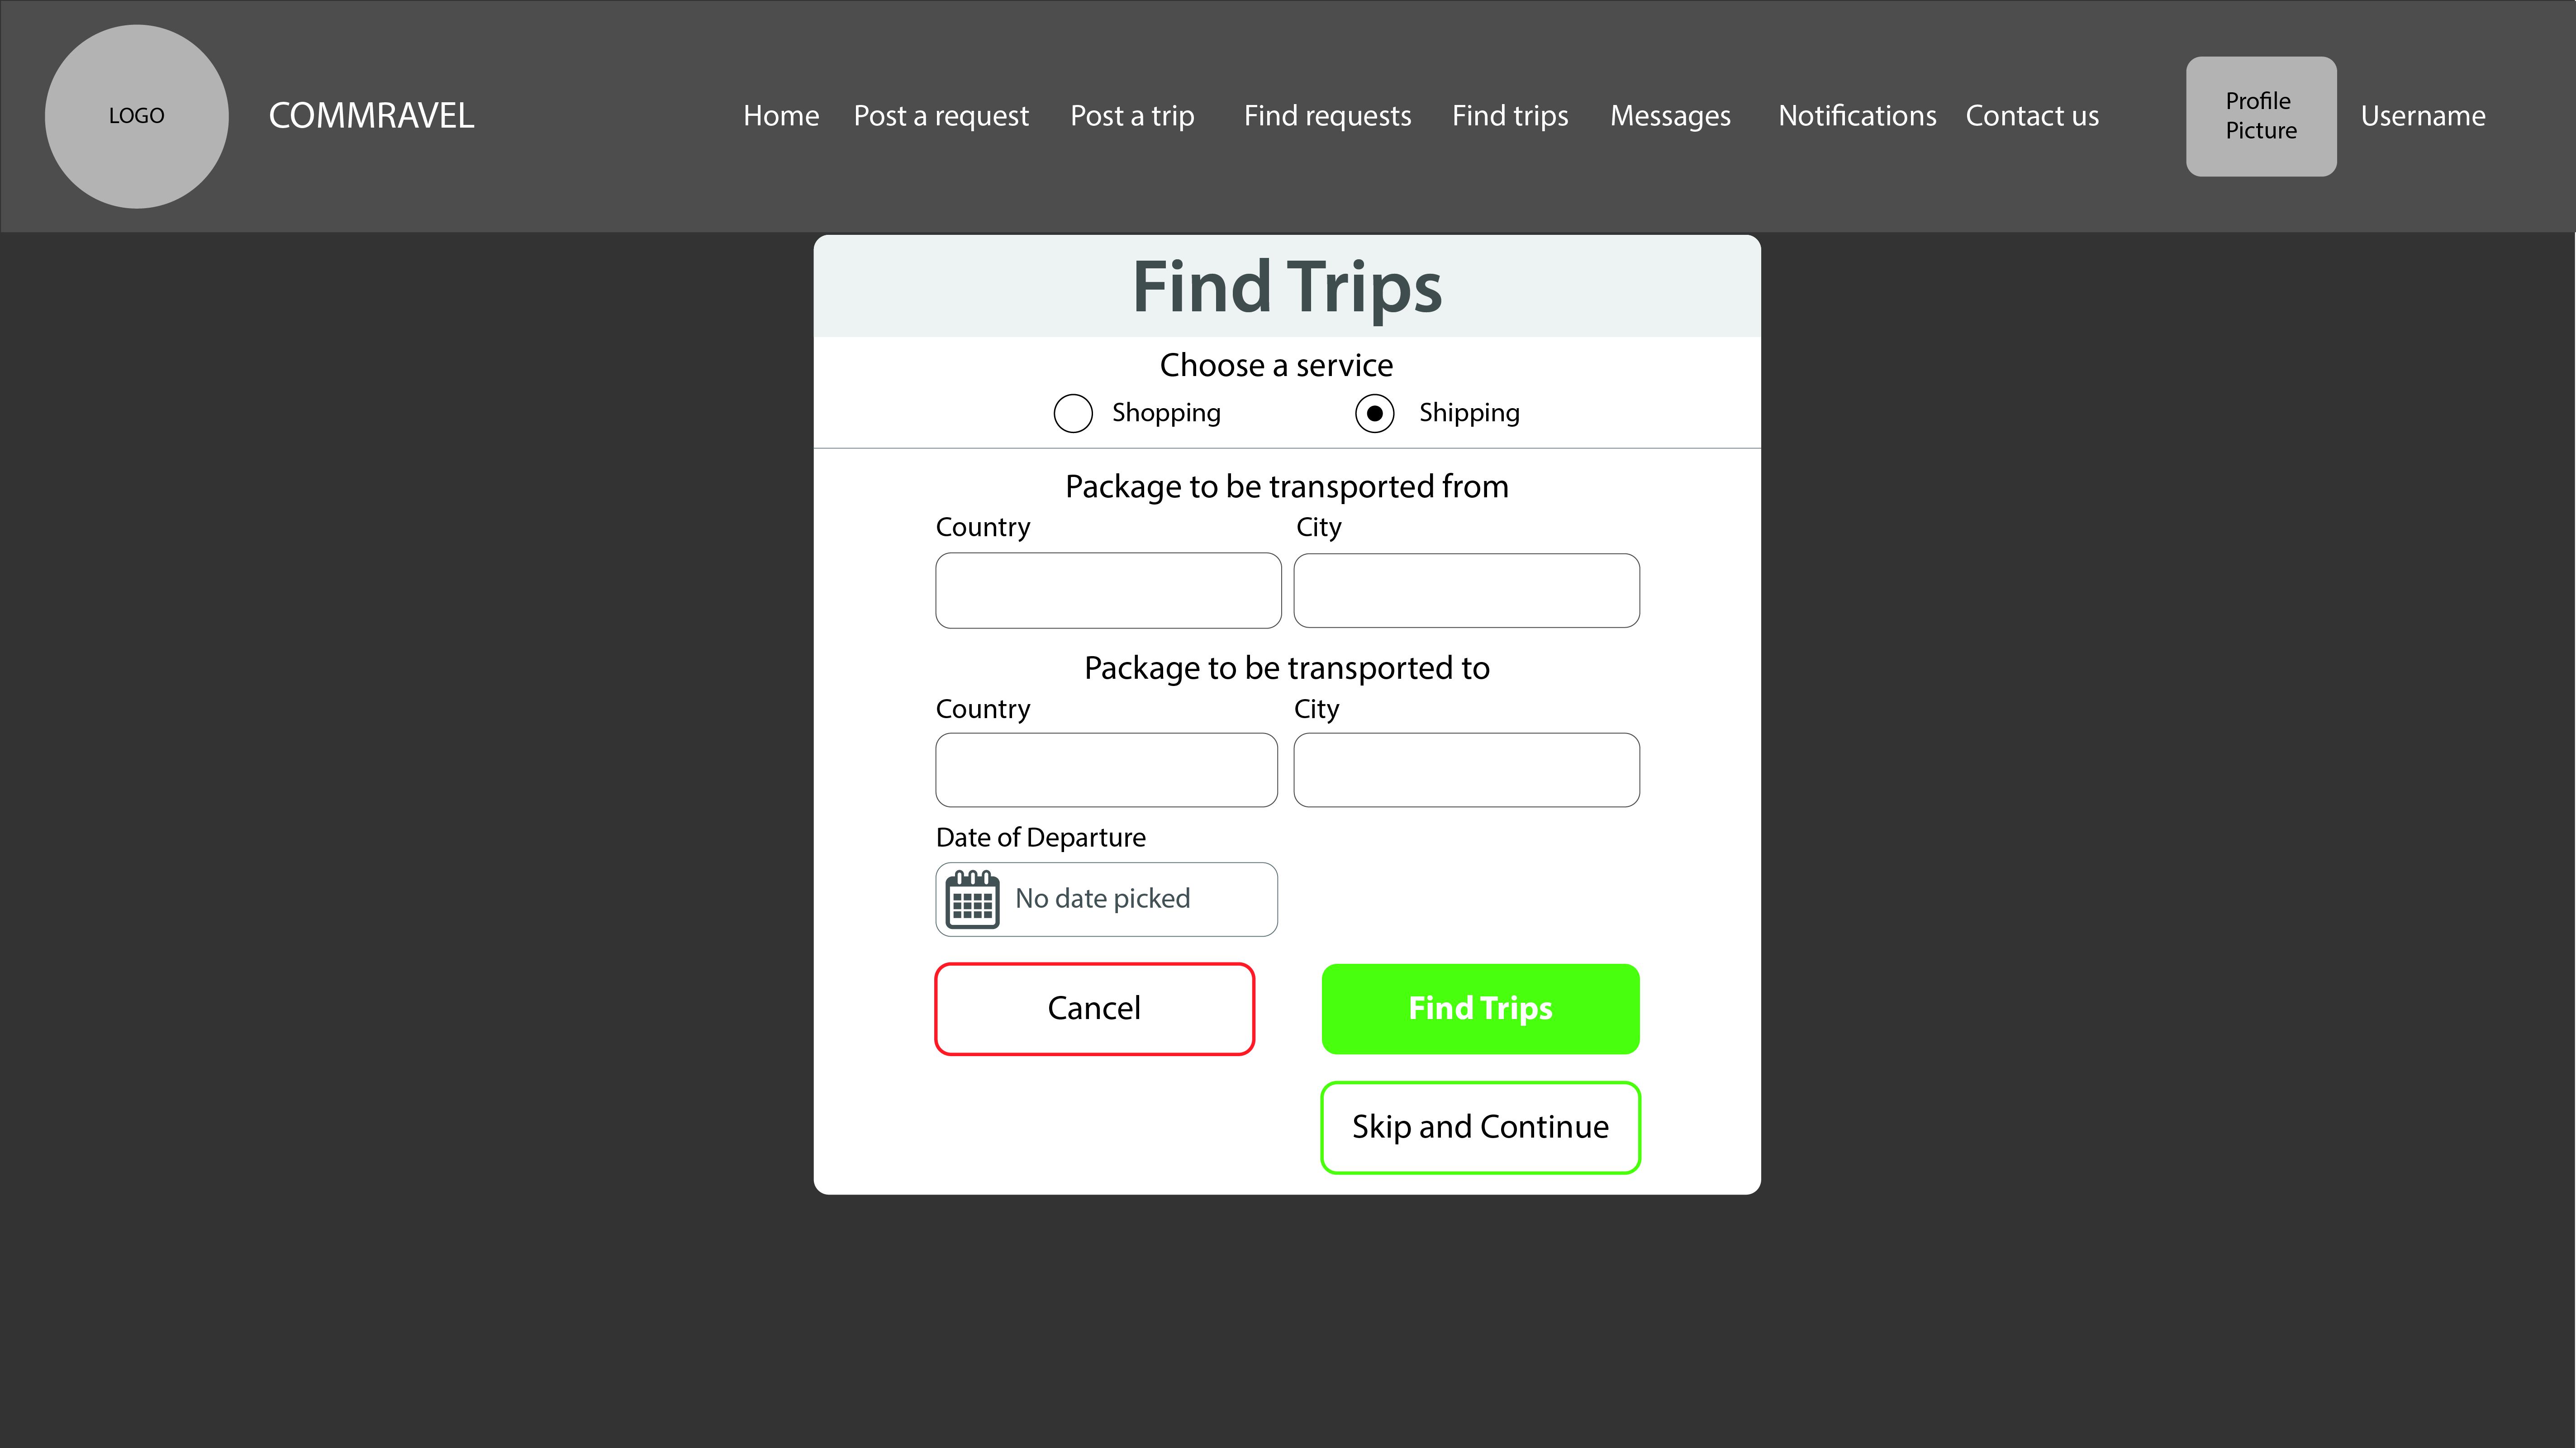 LOGO
COMMRAVEL
Home Post a request Post a trip Find requests Find trips Messages Notifications Contact us
Profile
Picture
Username
Find Trips
Choose a service
Shopping Shipping
Package to be transported from
Country City
Package to be transported to
Country City
Date of Departure
No date picked
Cancel Find Trips
Skip and Continue